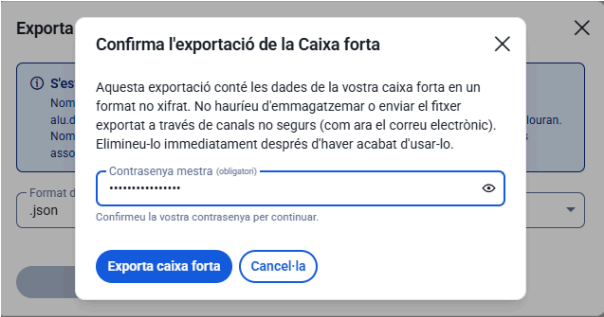 Exporta
Confirma l'exportació de la Caixa forta
S'es
Aquesta exportació conté les dades de la vostra caixa forta en un
Nom
format no xifrat. No hauríeu d'emmagatzemar o enviar el fitxer
alu.d
exportat a través de canals no segurs (com ara el correu electrònic).
louran.
Nom
Elimineu-lo immediatament després d'haver acabat d'usar-lo.
asso
Contrasenya mestra (obligatori)
••••••••••••••••
Format d
.json
Confirmeu la vostra contrasenya per continuar.
Exporta caixa forta
Cancel·la